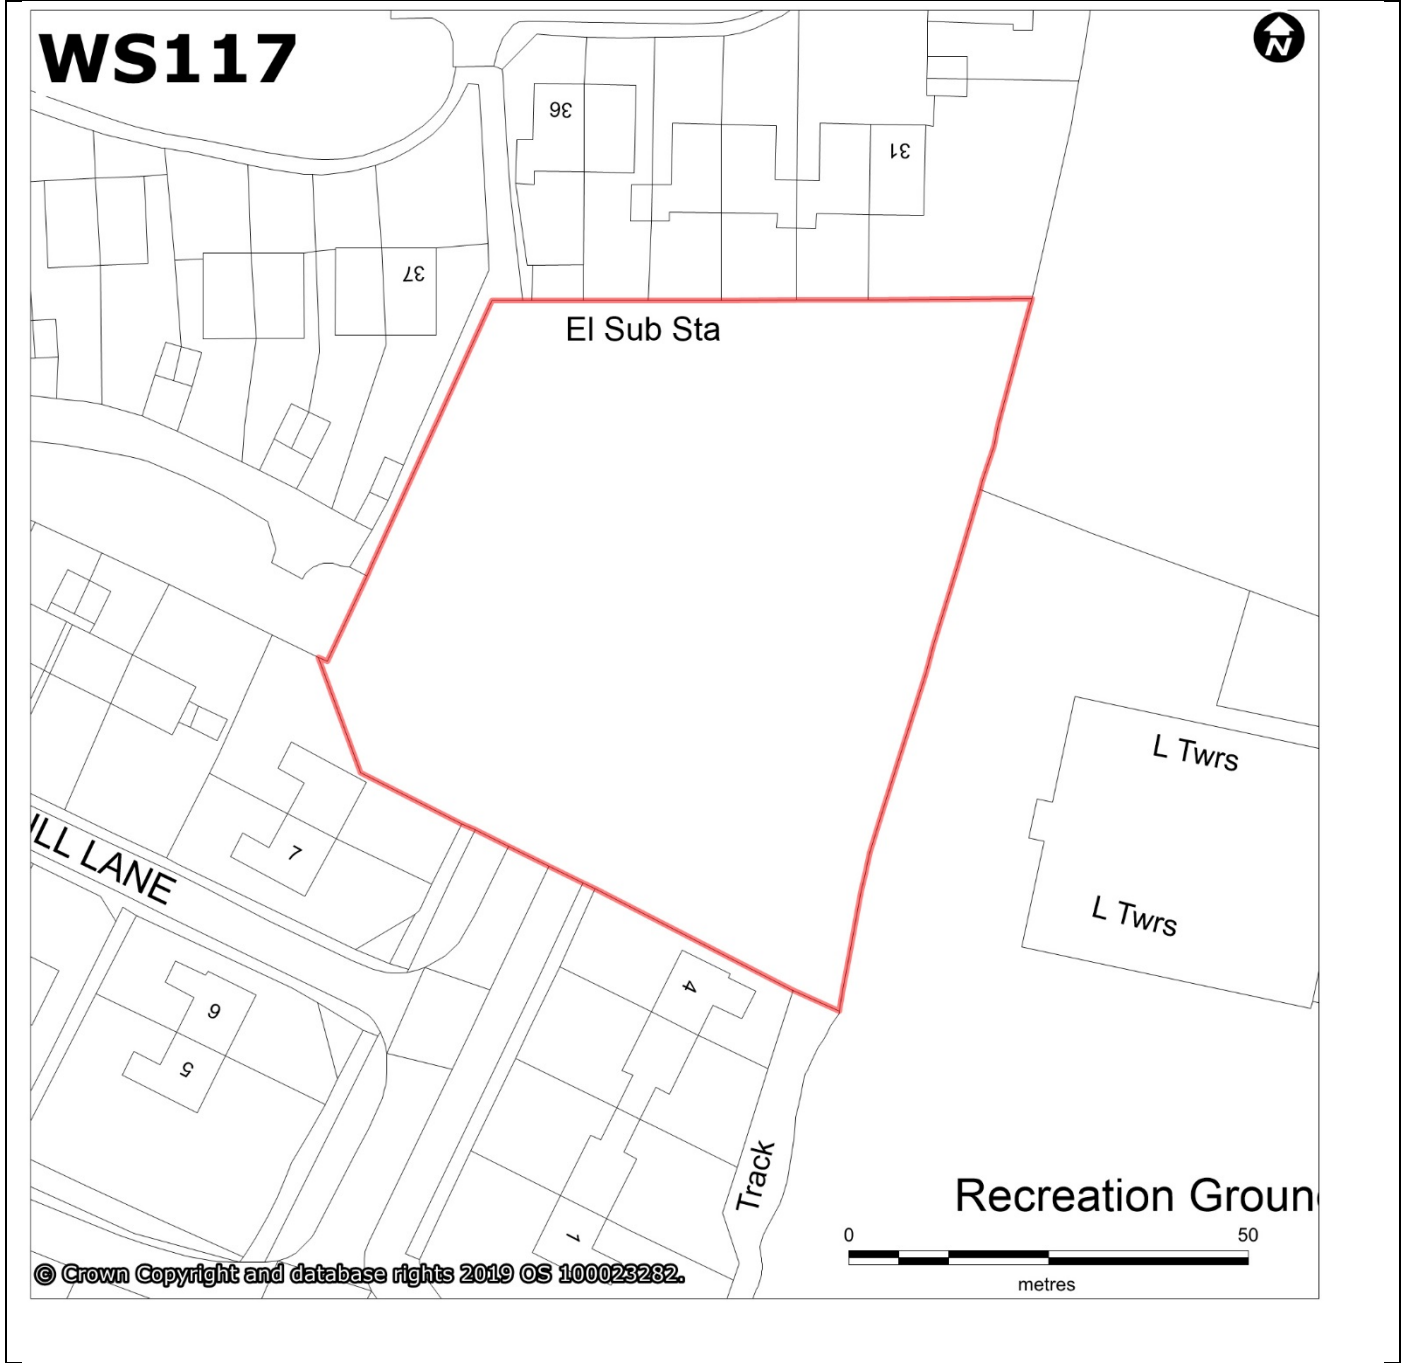 WS117
N
36
31
37
El Sub Sta
L Twrs
7
LL LANE
L Twrs
4
6
5
Track
Recreation Groun
1
0 50
metres
© Crown Copyright and database rights 2019 OS 100023282.